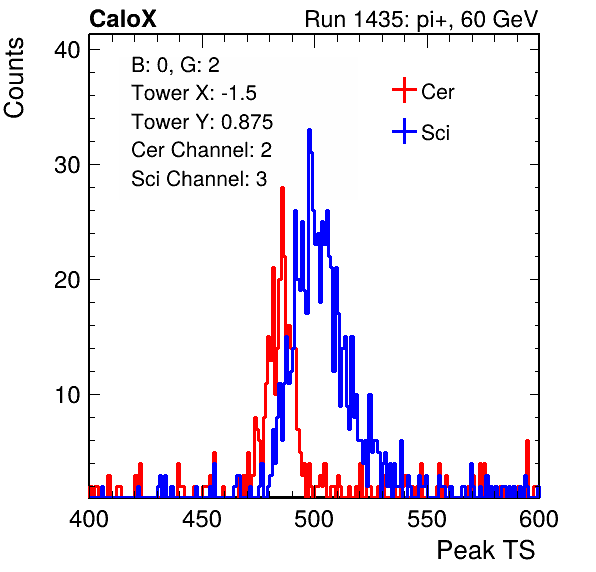 CaloX Run 1435: pi+, 60 GeV
Counts
B: 0, G: 2
Tower X: -1.5
Tower Y: 0.875
Cer Channel: 2
Sci Channel: 3
Cer
Sci
40
30
20
10
400 450 500 550 600
Peak TS